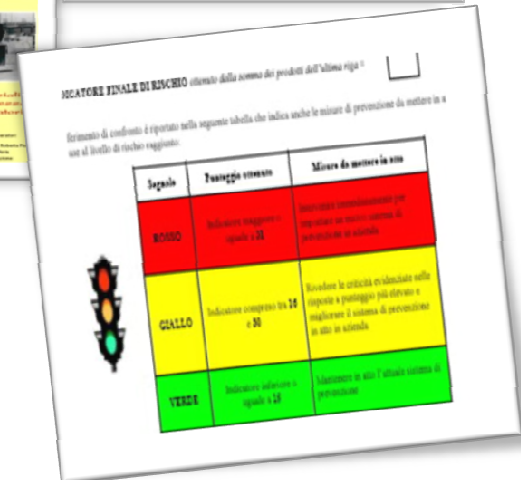 ICATORE FINALE DI RISCHIO ottenuto dalla somma dei prodotti dell'ultima riga =
ferimento di confronto è riportato nella seguente tabella che indica anche le misure di prevenzione da mettere in a
se al livello di rischio raggiunto.
Segnale Punteggio ottenuto Misure da mettere in atto
ROSSO
Indicatore maggiore o
uguale a
Intervenire immediatamente per
impostare un nuovo sistema di
prevenzione in azienda
GIALLO
Indicatore compreso tra 16
e 30
Risolvere le criticità evidenziate nelle
risposte a punteggio più elevato e
migliorare il sistema di prevenzione
in atto in azienda
VERDE
Indicatore inferiore o
uguale a 15
Mantenere in atto l'attuale sistema di
prevenzione